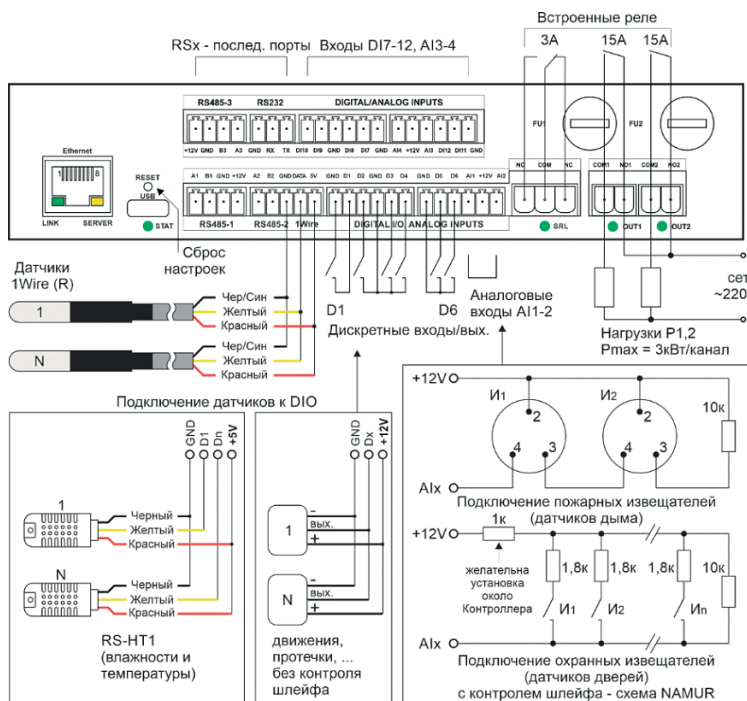 Встроенные реле
RSx - послед. порты Входы DI7-12, AI3-4 3A 15A 15A
RS485-3 RS232 DIGITAL/ANALOG INPUTS
FU1 FU2
+12V GND B3 A3 GND RX TX DI10 DI9 GND DI8 DI7 GND AI4 +12V AI3 DI12 DI11 GND
Ethernet
1 8
RESET
USB
A1 B1 GND +12V A2 B2 GND DATA 5V GND D1 D2 GND D3 D4 GND D5 D6 AI1 +12V AI2
NC COM NC COM1 NO1 COM2 NO2
LINK SERVER STAT
RS485-1 RS485-2 1Wire DIGITAL I/O, ANALOG INPUTS
SRL OUT1 OUT2
Сброс
настроек
Датчики
1Wire (R)
1
Чер/Син
Желтый
Красный
N
Чер/Син
Желтый
Красный
D1 D6
Дискретные входы/вых.
Аналоговые
входы AI1-2
сет
~220
Нагрузки P1,2
Pmax = 3кВт/канал
Подключение датчиков к DIO
GND D1 Dn +5V
1
Черный
Желтый
Красный
N
Черный
Желтый
Красный
RS-HT1
(влажности и
температуры)
GND Dx +12V
1
–
вых.
+
N
–
вых.
+
движения,
протечки, ...
без контроля
шлейфа
+12V И1 И2 10к
2 2
4 3 4 3
AIx
Подключение пожарных извещателей
(датчиков дыма)
+12V 1к
желательна
установка
около
Контроллера
1,8к 1,8к 1,8к 10к
И1 И2 Иn
AIx
Подключение охранных извещателей
(датчиков дверей)
с контролем шлейфа - схема NAMUR